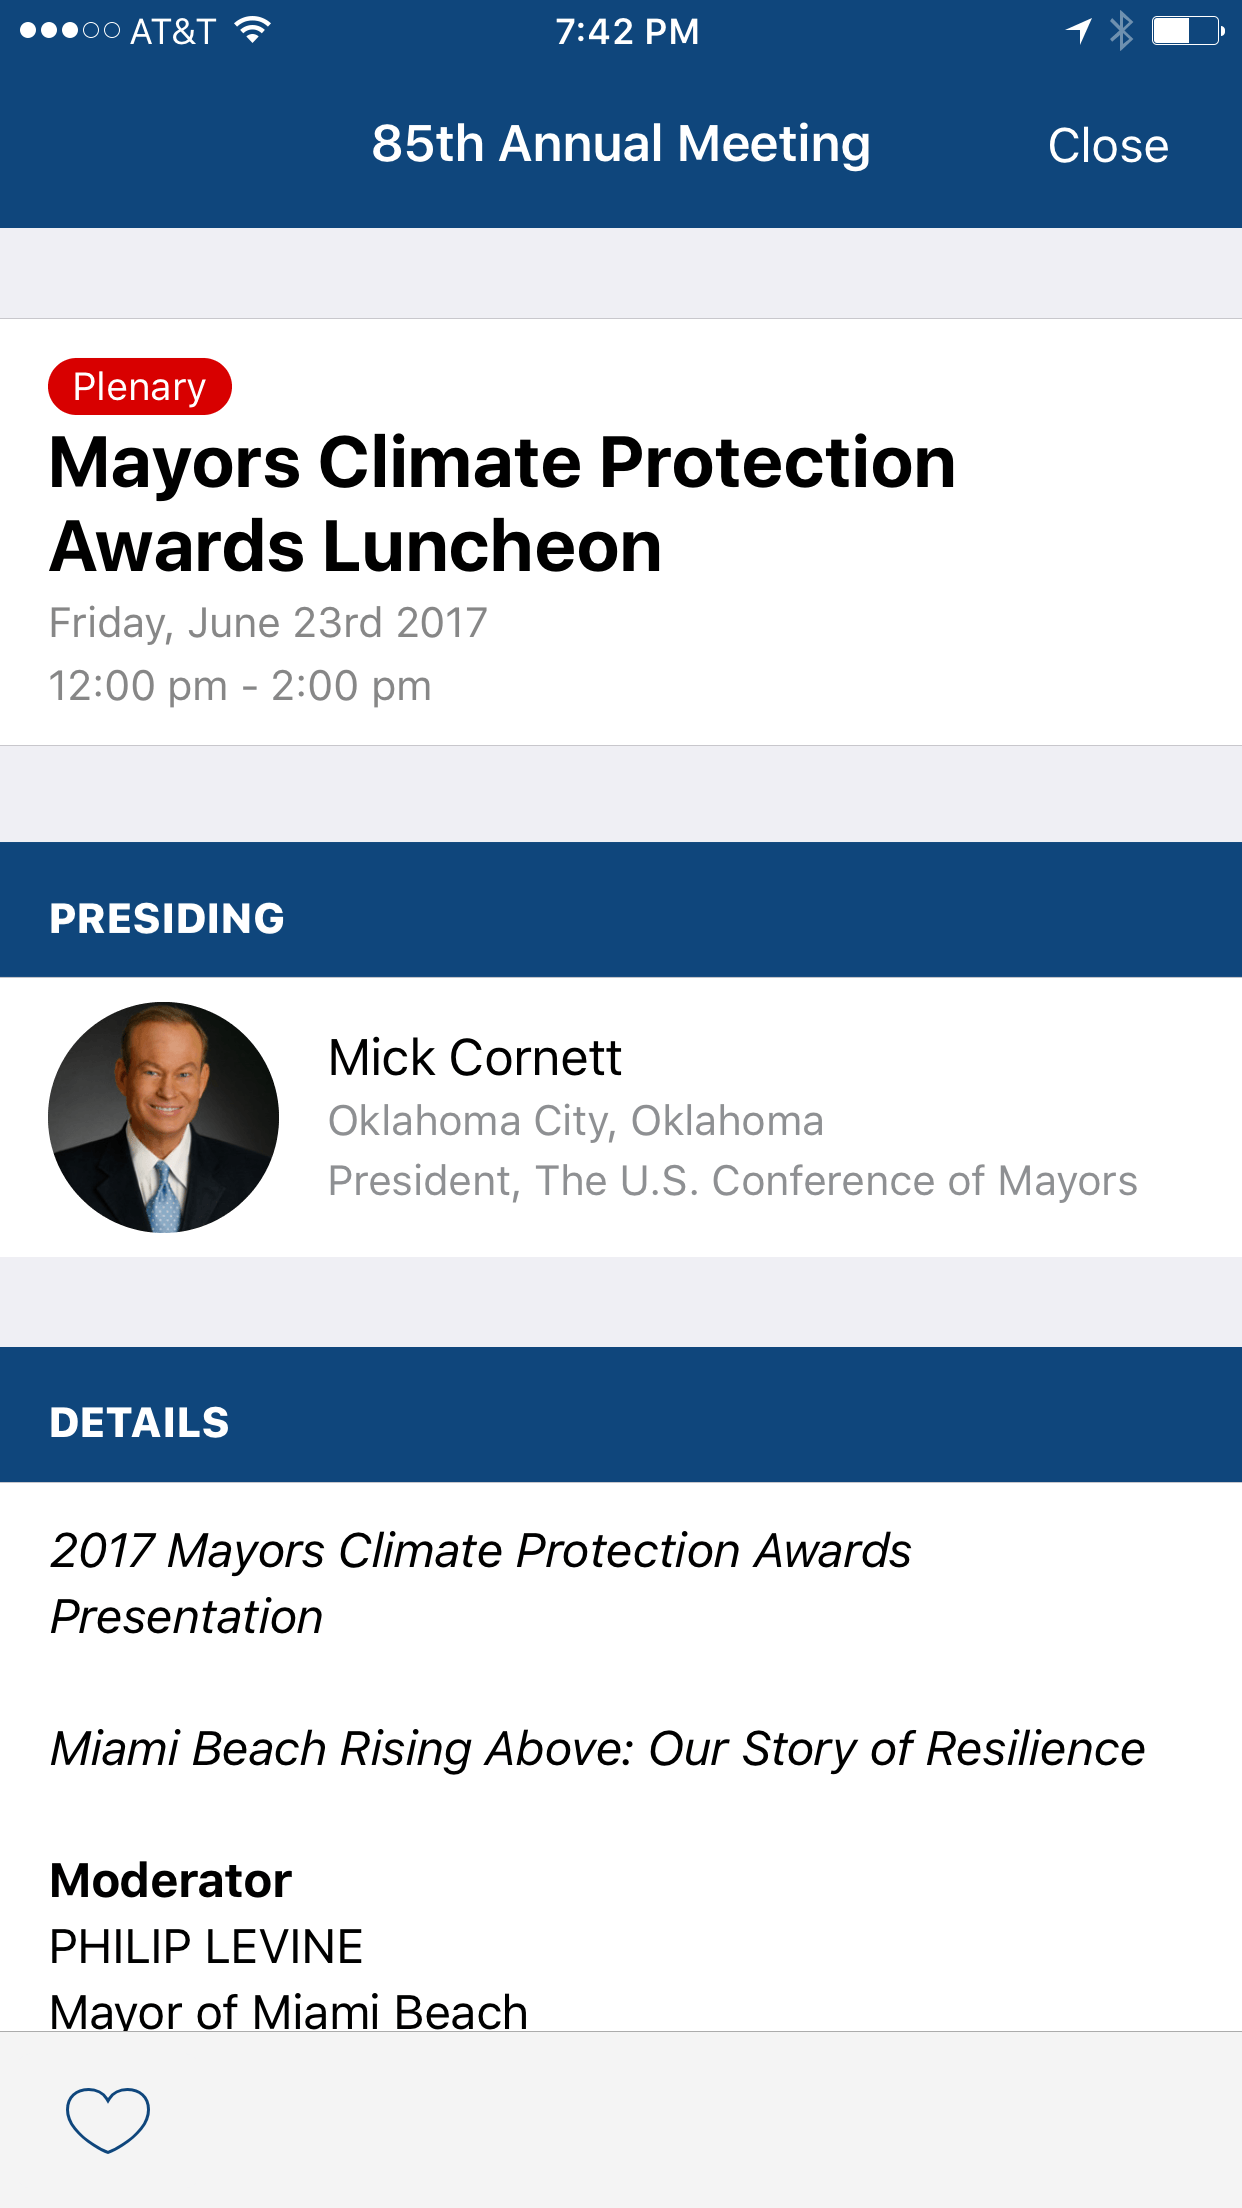 AT&T 7:42 PM
85th Annual Meeting Close
Plenary
Mayors Climate Protection
Awards Luncheon
Friday, June 23rd 2017
12:00 pm - 2:00 pm
PRESIDING
Mick Cornett
Oklahoma City, Oklahoma
President, The U.S. Conference of Mayors
DETAILS
2017 Mayors Climate Protection Awards
Presentation
Miami Beach Rising Above: Our Story of Resilience
Moderator
PHILIP LEVINE
Mayor of Miami Beach